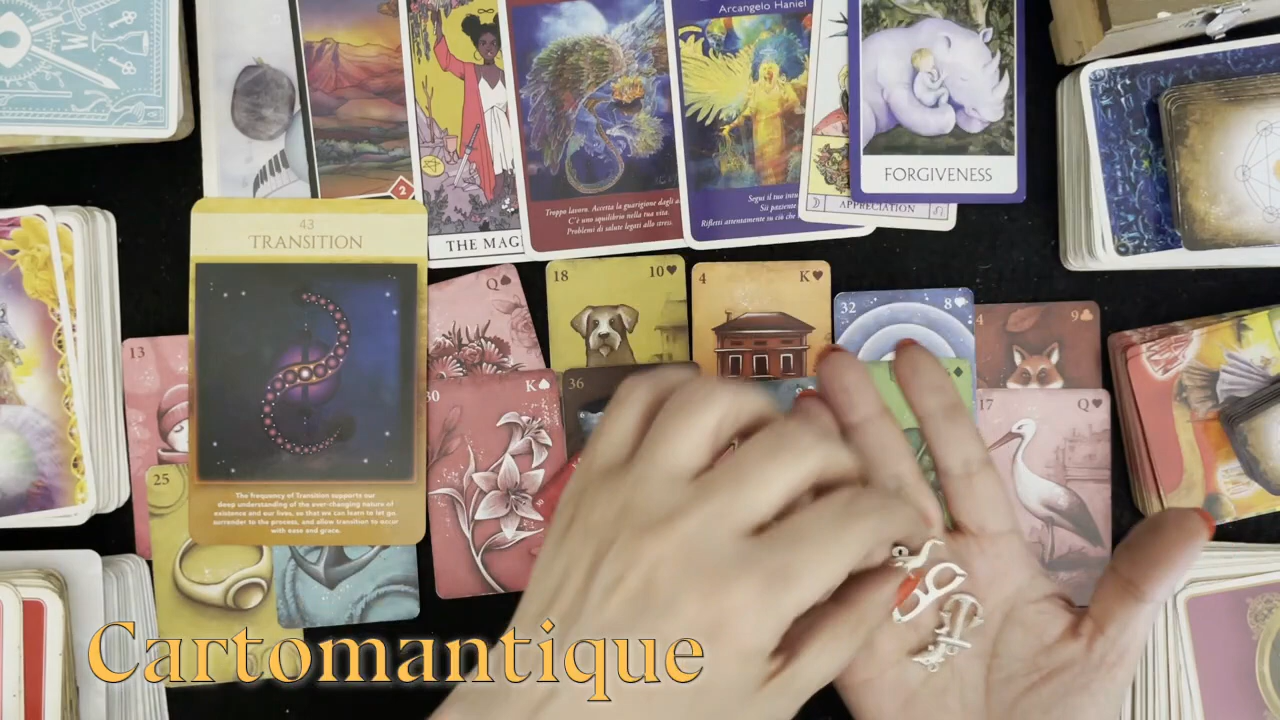 Arcangelo Haniel
FORGIVENESS
2
APPRECIATION
THE MAG
Troppo lavoro. Accetta la guarigione dagli a
C'è uno squilibrio nella tua vita.
Problemi di salute legati allo stress.
Segui il tuo intu
Sii paziente
Rifletti attentamente su ciò che
43
TRANSITION
The frequency of Transition supports our
deep understanding of the ever-changing nature of
existence and our lives, so that we can learn to let go,
surrender to the process, and allow transition to occur
with ease and grace.
Q
18 10
4 K
32 8
9
13
30 K
36
17 Q
25
Cartomantique